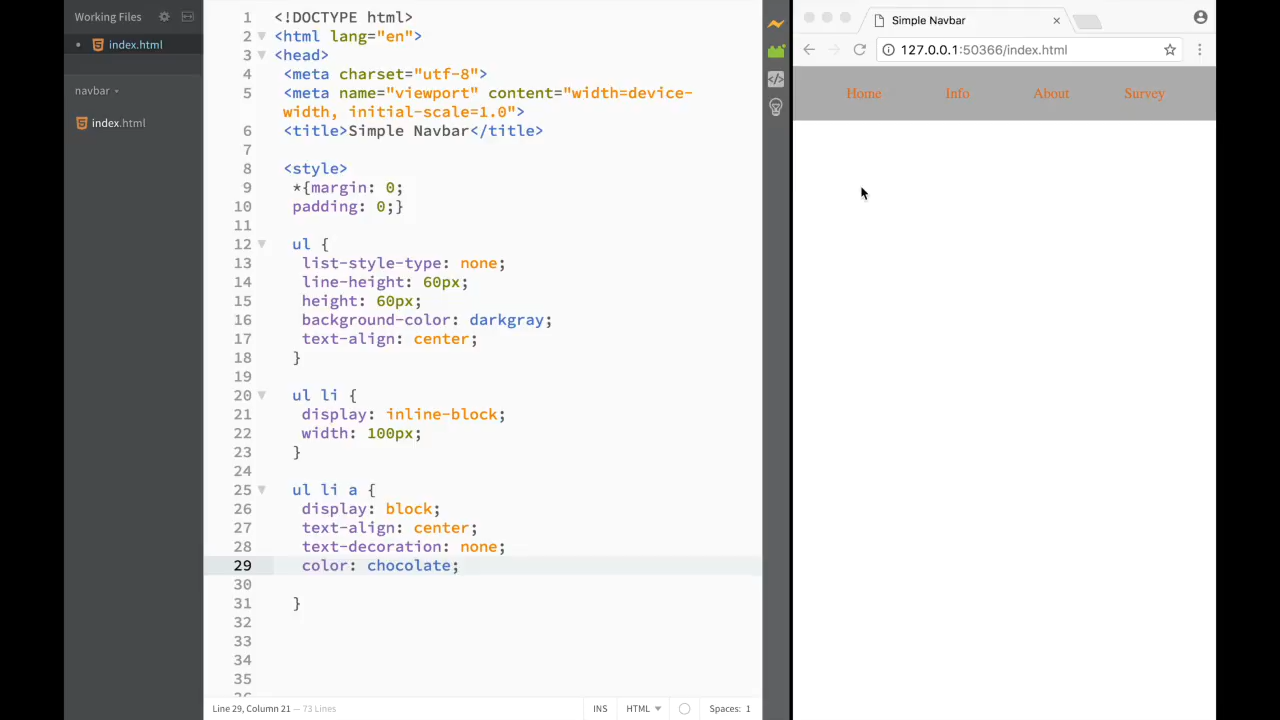 Working Files
index.html
navbar
index.html
1 <!DOCTYPE html>
2 <html lang="en">
3 <head>
4 <meta charset="utf-8">
5 <meta name="viewport" content="width=device-
width, initial-scale=1.0">
6 <title>Simple Navbar</title>
7
8 <style>
9 *{margin: 0;
10 padding: 0;}
11
12 ul {
13 list-style-type: none;
14 line-height: 60px;
15 height: 60px;
16 background-color: darkgray;
17 text-align: center;
18 }
19
20 ul li {
21 display: inline-block;
22 width: 100px;
23 }
24
25 ul li a {
26 display: block;
27 text-align: center;
28 text-decoration: none;
29 color: chocolate;
30
31 }
32
33
34
35
36
Line 29, Column 21 — 73 Lines
INS HTML Spaces: 1
Simple Navbar
127.0.0.1:50366/index.html
Home Info About Survey